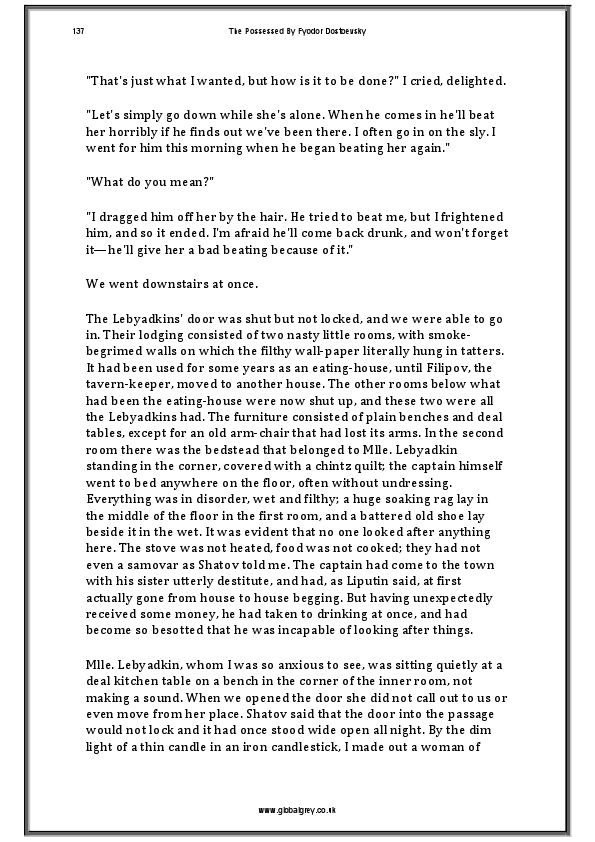 137 The Possessed By Fyodor Dostoevsky
"That's just what I wanted, but how is it to be done?" I cried, delighted.
"Let's simply go down while she's alone. When he comes in he'll beat
her horribly if he finds out we've been there. I often go in on the sly. I
went for him this morning when he began beating her again."
"What do you mean?"
"I dragged him off her by the hair. He tried to beat me, but I frightened
him, and so it ended. I'm afraid he'll come back drunk, and won't forget
it—he'll give her a bad beating because of it."
We went downstairs at once.
The Lebyadkins' door was shut but not locked, and we were able to go
in. Their lodging consisted of two nasty little rooms, with smoke-
begrimed walls on which the filthy wall-paper literally hung in tatters.
It had been used for some years as an eating-house, until Filipov, the
tavern-keeper, moved to another house. The other rooms below what
had been the eating-house were now shut up, and these two were all
the Lebyadkins had. The furniture consisted of plain benches and deal
tables, except for an old arm-chair that had lost its arms. In the second
room there was the bedstead that belonged to Mlle. Lebyadkin
standing in the corner, covered with a chintz quilt; the captain himself
went to bed anywhere on the floor, often without undressing.
Everything was in disorder, wet and filthy; a huge soaking rag lay in
the middle of the floor in the first room, and a battered old shoe lay
beside it in the wet. It was evident that no one looked after anything
here. The stove was not heated, food was not cooked; they had not
even a samovar as Shatov told me. The captain had come to the town
with his sister utterly destitute, and had, as Liputin said, at first
actually gone from house to house begging. But having unexpectedly
received some money, he had taken to drinking at once, and had
become so besotted that he was incapable of looking after things.
Mlle. Lebyadkin, whom I was so anxious to see, was sitting quietly at a
deal kitchen table on a bench in the corner of the inner room, not
making a sound. When we opened the door she did not call out to us or
even move from her place. Shatov said that the door into the passage
would not lock and it had once stood wide open all night. By the dim
light of a thin candle in an iron candlestick, I made out a woman of
www.globalgrey.co.uk